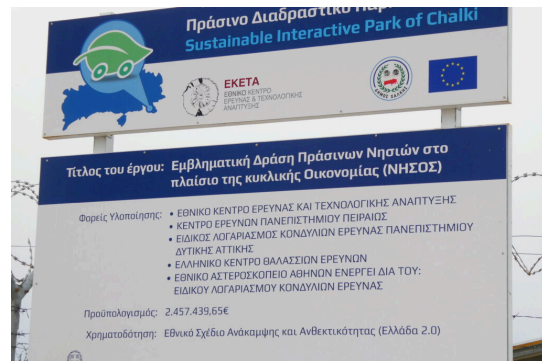 Πράσινο Διαδραστικό
Sustainable Interactive Park of Chalki
ΕΚΕΤΑ
ΕΘΝΙΚΟ ΚΕΝΤΡΟ
ΕΡΕΥΝΑΣ & ΤΕΧΝΟΛΟΓΙΚΗΣ
ΑΝΑΠΤΥΞΗΣ
ΔΗΜΟΣ ΧΑΛΚΗΣ
Τίτλος του έργου: Εμβληματική Δράση Πράσινων Νησιών στο
πλαίσιο της κυκλικής Οικονομίας (ΝΗΣΟΣ)
Φορείς Υλοποίησης: • ΕΘΝΙΚΟ ΚΕΝΤΡΟ ΕΡΕΥΝΑΣ ΚΑΙ ΤΕΧΝΟΛΟΓΙΚΗΣ ΑΝΑΠΤΥΞΗΣ
• ΚΕΝΤΡΟ ΕΡΕΥΝΩΝ ΠΑΝΕΠΙΣΤΗΜΙΟΥ ΠΕΙΡΑΙΩΣ
• ΕΙΔΙΚΟΣ ΛΟΓΑΡΙΑΣΜΟΣ ΚΟΝΔΥΛΙΩΝ ΕΡΕΥΝΑΣ ΠΑΝΕΠΙΣΤΗΜΙΟΥ
ΔΥΤΙΚΗΣ ΑΤΤΙΚΗΣ
• ΕΛΛΗΝΙΚΟ ΚΕΝΤΡΟ ΘΑΛΑΣΣΙΩΝ ΕΡΕΥΝΩΝ
• ΕΘΝΙΚΟ ΑΣΤΕΡΟΣΚΟΠΕΙΟ ΑΘΗΝΩΝ ΕΝΕΡΓΕΙ ΔΙΑ ΤΟΥ:
ΕΙΔΙΚΟΥ ΛΟΓΑΡΙΑΣΜΟΥ ΚΟΝΔΥΛΙΩΝ ΕΡΕΥΝΑΣ
Προϋπολογισμός: 2.457.439,65€
Χρηματοδότηση: Εθνικό Σχέδιο Ανάκαμψης και Ανθεκτικότητας (Ελλάδα 2.0)